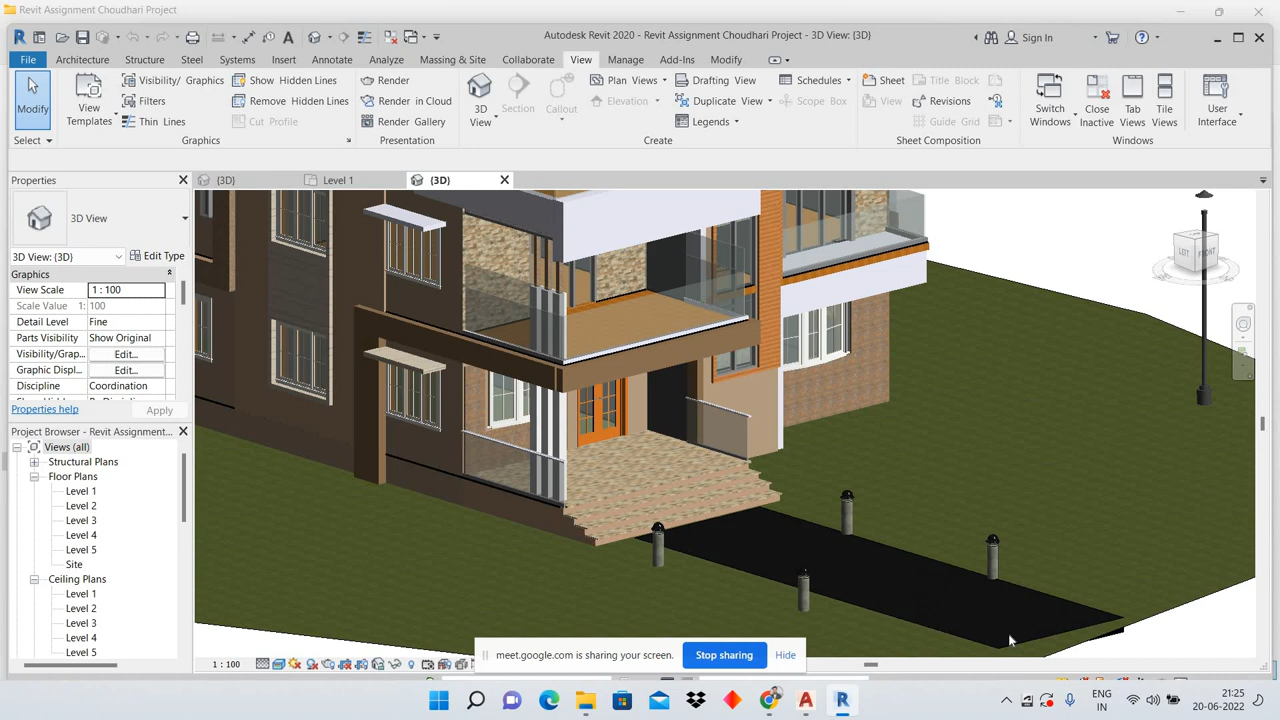 Revit Assignment Choudhari Project
Autodesk Revit 2020 - Revit Assignment Choudhari Project - 3D View: {3D}
Sign In
File Architecture Structure Steel Systems Insert Annotate Analyze Massing & Site Collaborate View Manage Add-Ins Modify
Modify
Select
View Templates
Visibility/ Graphics
Filters
Thin Lines
Show Hidden Lines
Remove Hidden Lines
Cut Profile
Graphics
Render
Render in Cloud
Render Gallery
Presentation
3D View
Section
Callout
Plan Views
Elevation
Drafting View
Duplicate View
Legends
Schedules
Scope Box
Create
Sheet
View
Title Block
Revisions
Guide Grid
Sheet Composition
Switch Windows
Close Inactive
Tab Views
Tile Views
Windows
User Interface
Properties
{3D}
Level 1
{3D}
3D View
3D View: {3D}
Edit Type
Graphics
View Scale 1 : 100
Scale Value 1: 100
Detail Level Fine
Parts Visibility Show Original
Visibility/Grap... Edit...
Graphic Displ... Edit...
Discipline Coordination
Properties help
Apply
Project Browser - Revit Assignment...
Views (all)
Structural Plans
Floor Plans
Level 1
Level 2
Level 3
Level 4
Level 5
Site
Ceiling Plans
Level 1
Level 2
Level 3
Level 4
Level 5
LEFT
FRONT
1 : 100
meet.google.com is sharing your screen.
Stop sharing
Hide
ENG
IN
21:25
20-06-2022